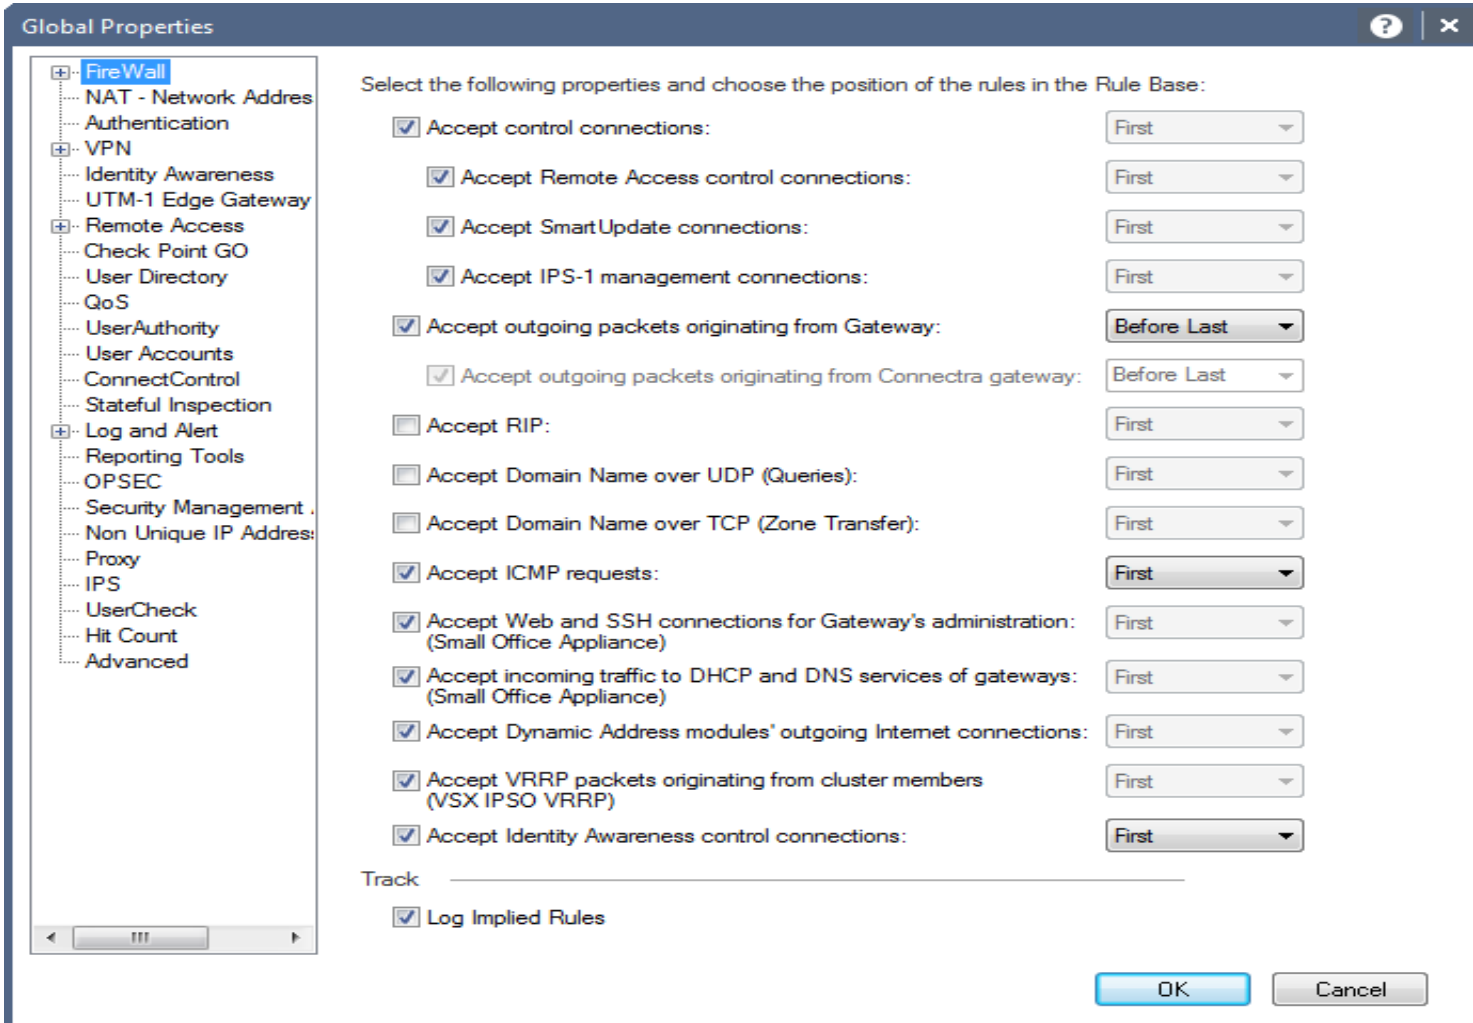 Global Properties
FireWall
NAT - Network Addres
Authentication
VPN
Identity Awareness
UTM-1 Edge Gateway
Remote Access
Check Point GO
User Directory
QoS
UserAuthority
User Accounts
ConnectControl
Stateful Inspection
Log and Alert
Reporting Tools
OPSEC
Security Management
Non Unique IP Address
Proxy
IPS
UserCheck
Hit Count
Advanced
Select the following properties and choose the position of the rules in the Rule Base:
Accept control connections: First
Accept Remote Access control connections: First
Accept SmartUpdate connections: First
Accept IPS-1 management connections: First
Accept outgoing packets originating from Gateway: Before Last
Accept outgoing packets originating from Connectra gateway: Before Last
Accept RIP: First
Accept Domain Name over UDP (Queries): First
Accept Domain Name over TCP (Zone Transfer): First
Accept ICMP requests: First
Accept Web and SSH connections for Gateway's administration: First
(Small Office Appliance)
Accept incoming traffic to DHCP and DNS services of gateways: First
(Small Office Appliance)
Accept Dynamic Address modules' outgoing Internet connections: First
Accept VRRP packets originating from cluster members First
(VSX IPSO VRRP)
Accept Identity Awareness control connections: First
Track
Log Implied Rules
OK Cancel